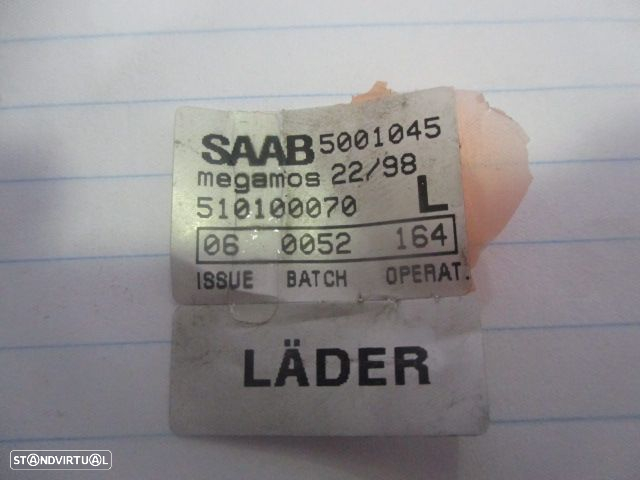 SAAB 5001045
megamos 22/98
510100070 L
06 0052 164
ISSUE BATCH OPERAT.
LÄDER
STANDVIRTUAL